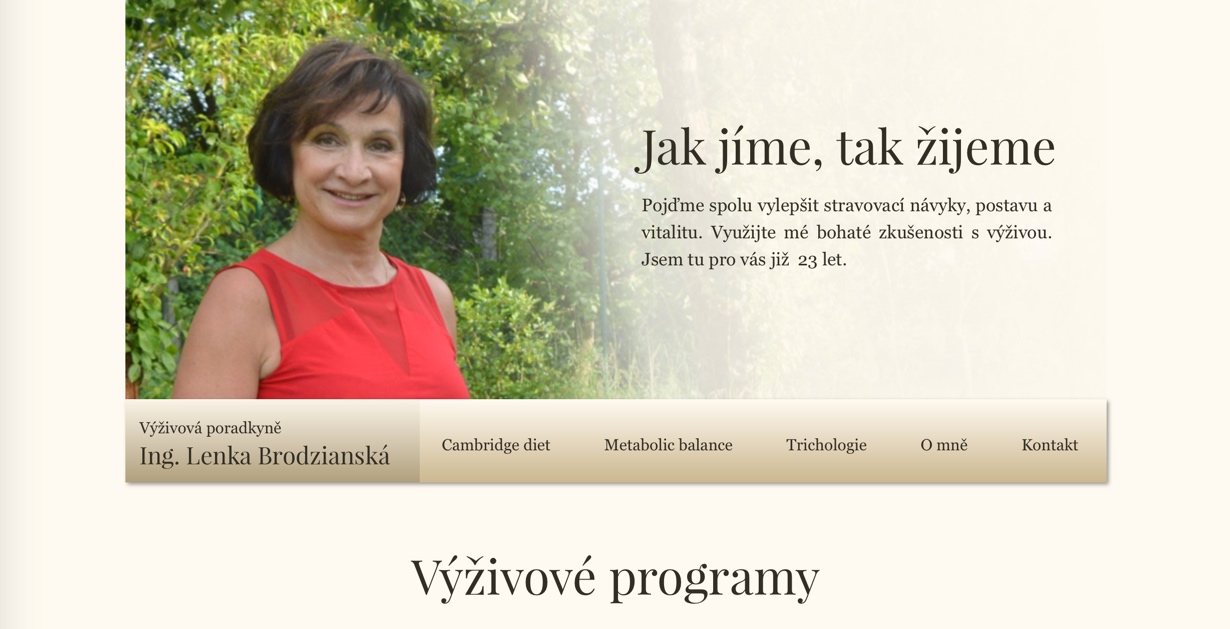 Jak jíme, tak žijeme
Pojďme spolu vylepšit stravovací návyky, postavu a
vitalitu. Využijte mé bohaté zkušenosti s výživou.
Jsem tu pro vás již 23 let.
Výživová poradkyně
Ing. Lenka Brodzianská
Cambridge diet Metabolic balance Trichologie O mně Kontakt
Výživové programy